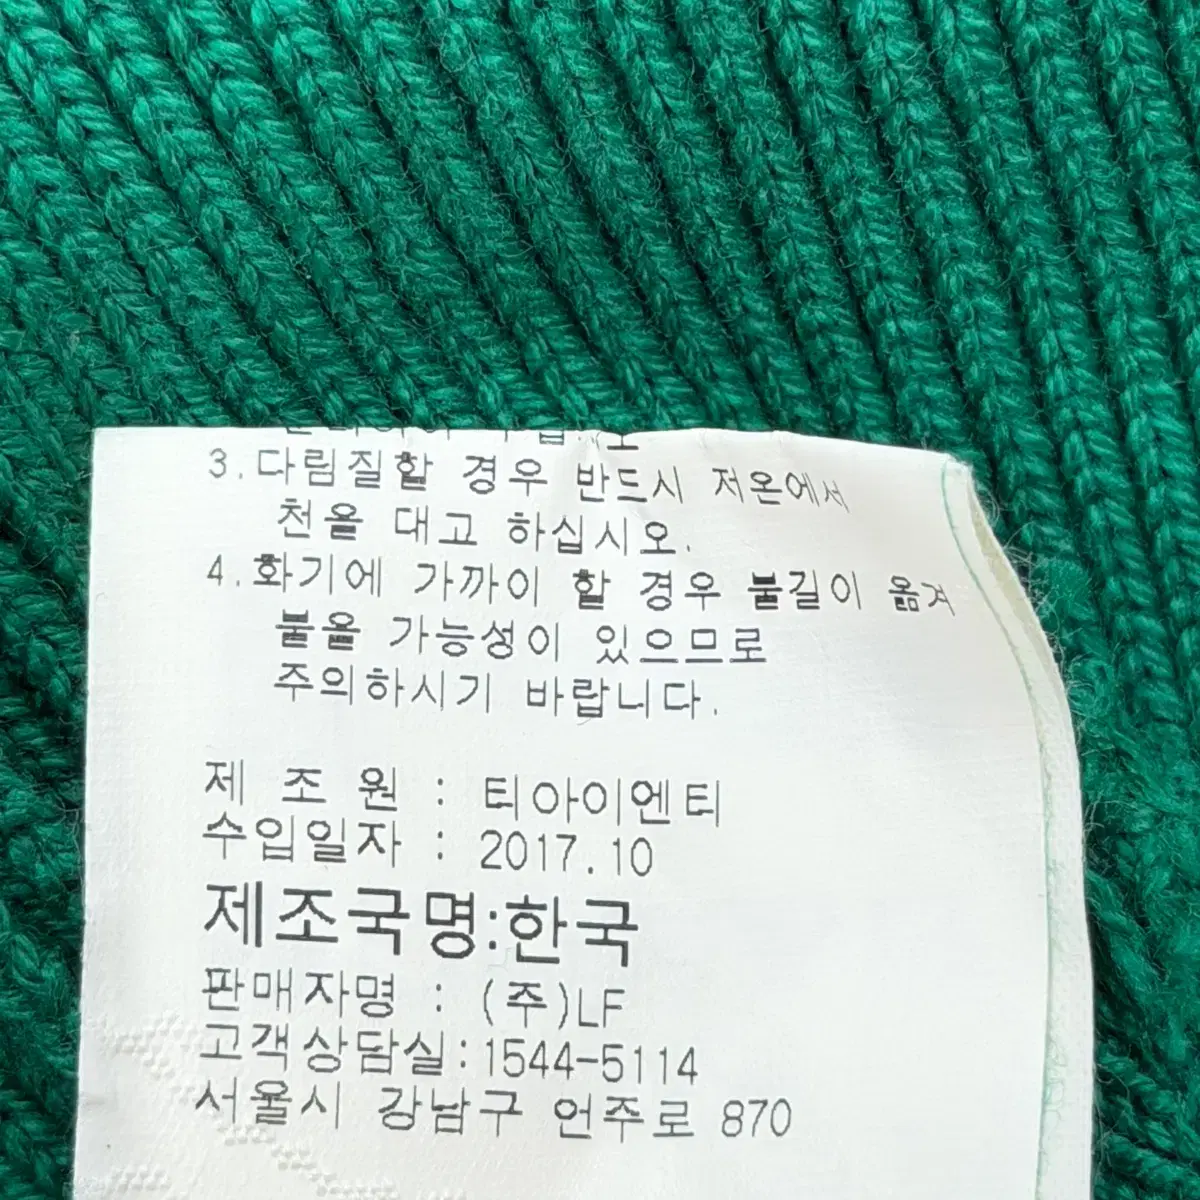 3.다림질할 경우 반드시 저온에서
천을 대고 하십시오.
4.화기에 가까이 할 경우 불길이 옮겨
붙을 가능성이 있으므로
주의하시기 바랍니다.
제 조 원 : 티아이엔티
수입일자 : 2017.10
제조국명:한국
판매자명 : (주)LF
고객상담실:1544-5114
서울시 강남구 언주로 870